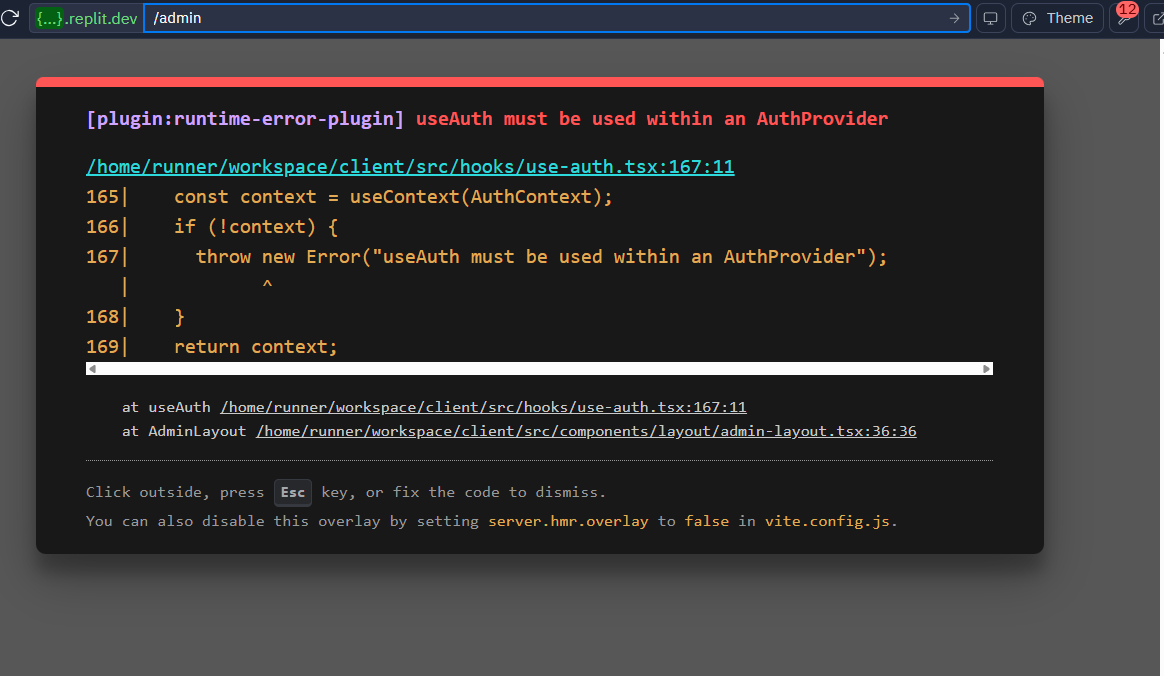 {...}.replit.dev /admin → Theme 12
[plugin:runtime-error-plugin] useAuth must be used within an AuthProvider
/home/runner/workspace/client/src/hooks/use-auth.tsx:167:11
165|    const context = useContext(AuthContext);
166|    if (!context) {
167|      throw new Error("useAuth must be used within an AuthProvider");
   |            ^
168|    }
169|    return context;
at useAuth /home/runner/workspace/client/src/hooks/use-auth.tsx:167:11
at AdminLayout /home/runner/workspace/client/src/components/layout/admin-layout.tsx:36:36
Click outside, press Esc key, or fix the code to dismiss.
You can also disable this overlay by setting server.hmr.overlay to false in vite.config.js.